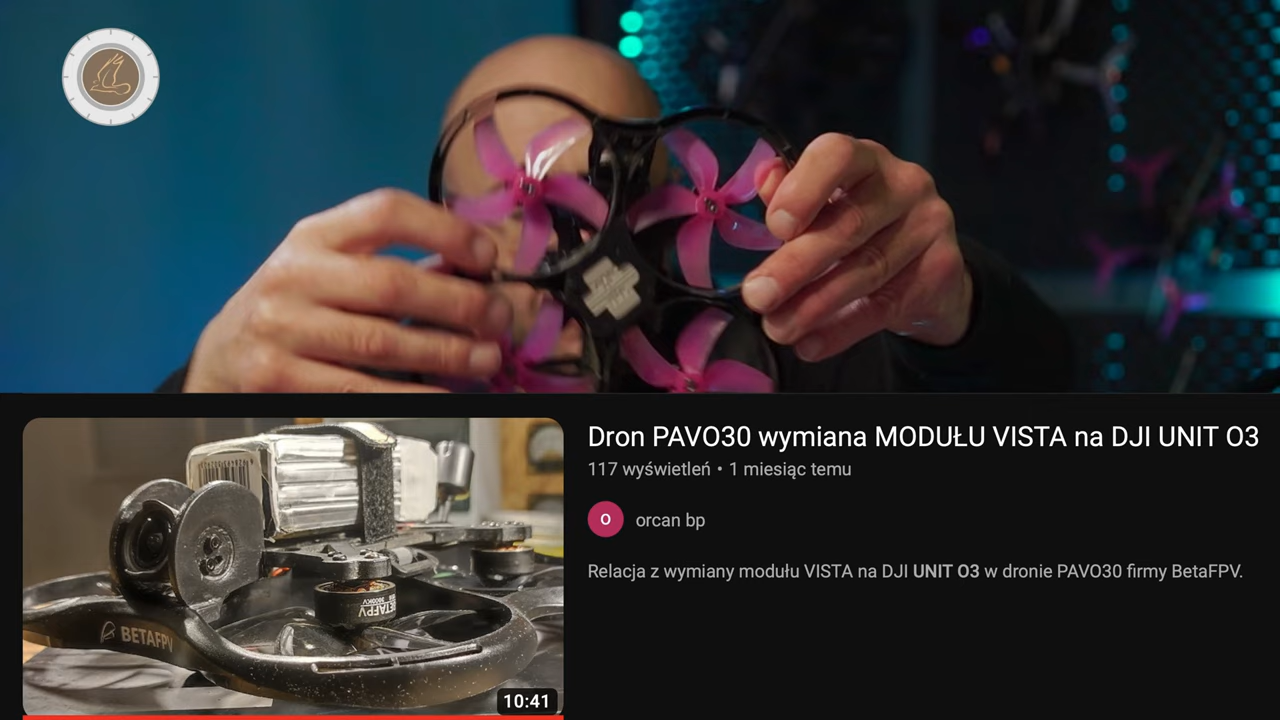 Dron PAVO30 wymiana MODUŁU VISTA na DJI UNIT O3
117 wyświetleń • 1 miesiąc temu
O
orcan bp
Relacja z wymiany modułu VISTA na DJI UNIT O3 w dronie PAVO30 firmy BetaFPV.
BETAFPV
BETAFPV
10:41